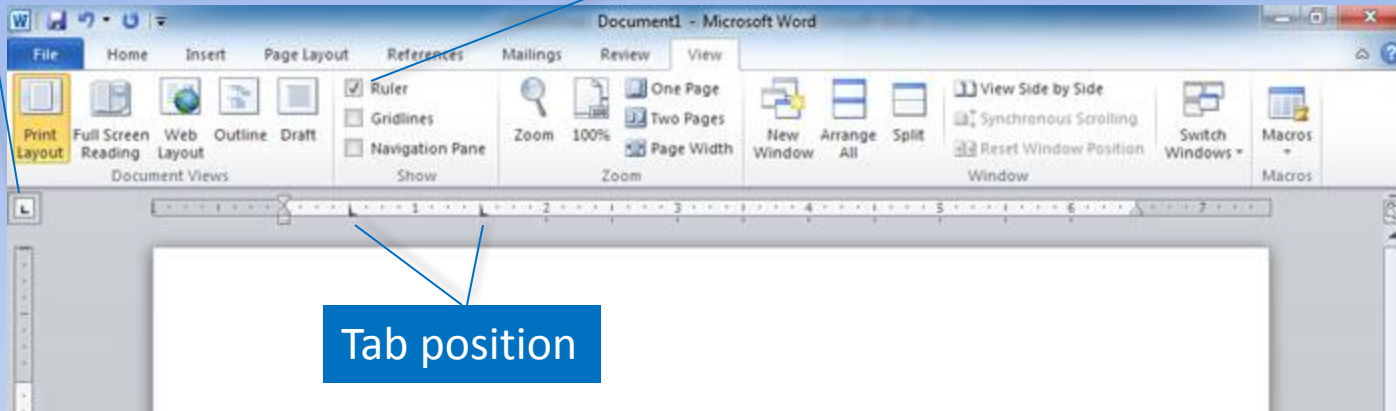 W Document1 - Microsoft Word
File Home Insert Page Layout References Mailings Review View
Print Layout
Full Screen Reading
Web Layout
Outline
Draft
Document Views
Ruler
Gridlines
Navigation Pane
Show
Zoom
100%
One Page
Two Pages
Page Width
Zoom
New Window
Arrange All
Split
View Side by Side
Synchronous Scrolling
Reset Window Position
Window
Switch Windows
Macros
Macros
1 1 2 3 4 5 6 7
Tab position